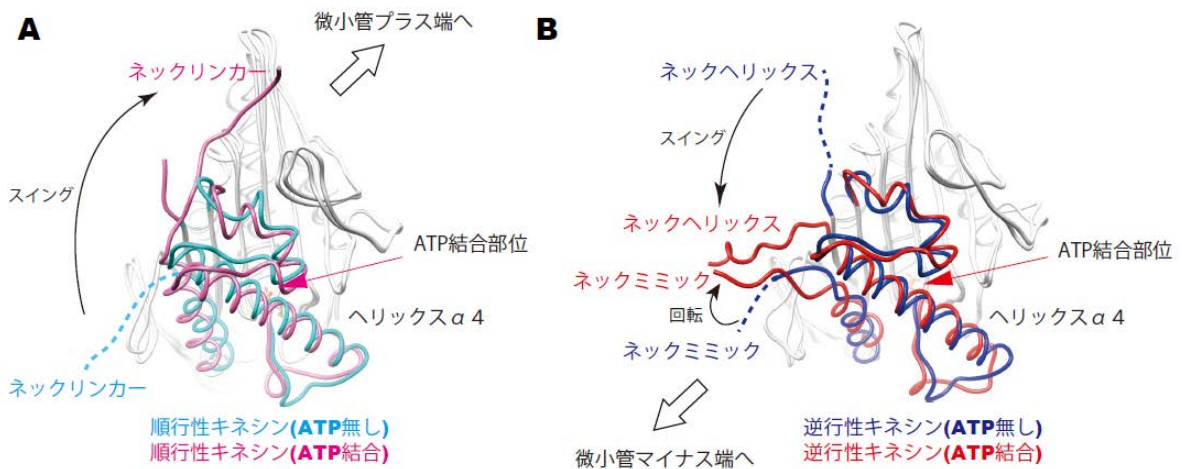 A
微小管プラス端へ
ネックリンカー
スイング
ATP結合部位
ヘリックスα4
ネックリンカー
順行性キネシン(ATP無し)
順行性キネシン(ATP結合)
B
ネックヘリックス
スイング
ネックヘリックス
ATP結合部位
ネックミミック
回転
ヘリックスα4
ネックミミック
逆行性キネシン(ATP無し)
逆行性キネシン(ATP結合)
微小管マイナス端へ